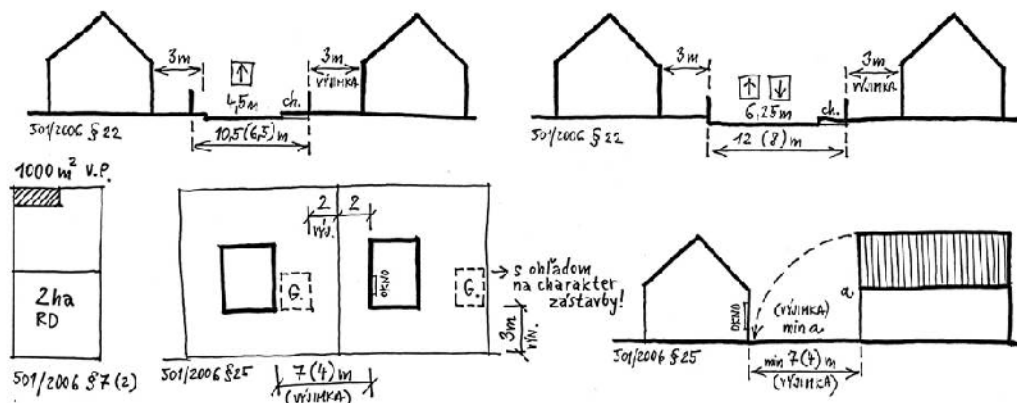 3m
3m
VÝJIMKA
4,5m
ch.
501/2006 § 22
10,5(6,5)m
3m
3m
VÝJIMKA
6,25m
ch.
501/2006 § 22
12 (8) m
1000 m² V.P.
2ha
RD
501/2006 § 7 (2)
2
2
VÝJ.
G.
OKNO
G.
s ohľadom
na charakter
zástavby!
3m
VÝN.
501/2006 §25
7(4) m
(VÝJIMKA)
OKNO
(VÝJIMKA)
min a
a
501/2006 §25
min 7(4) m
(VÝJIMKA)